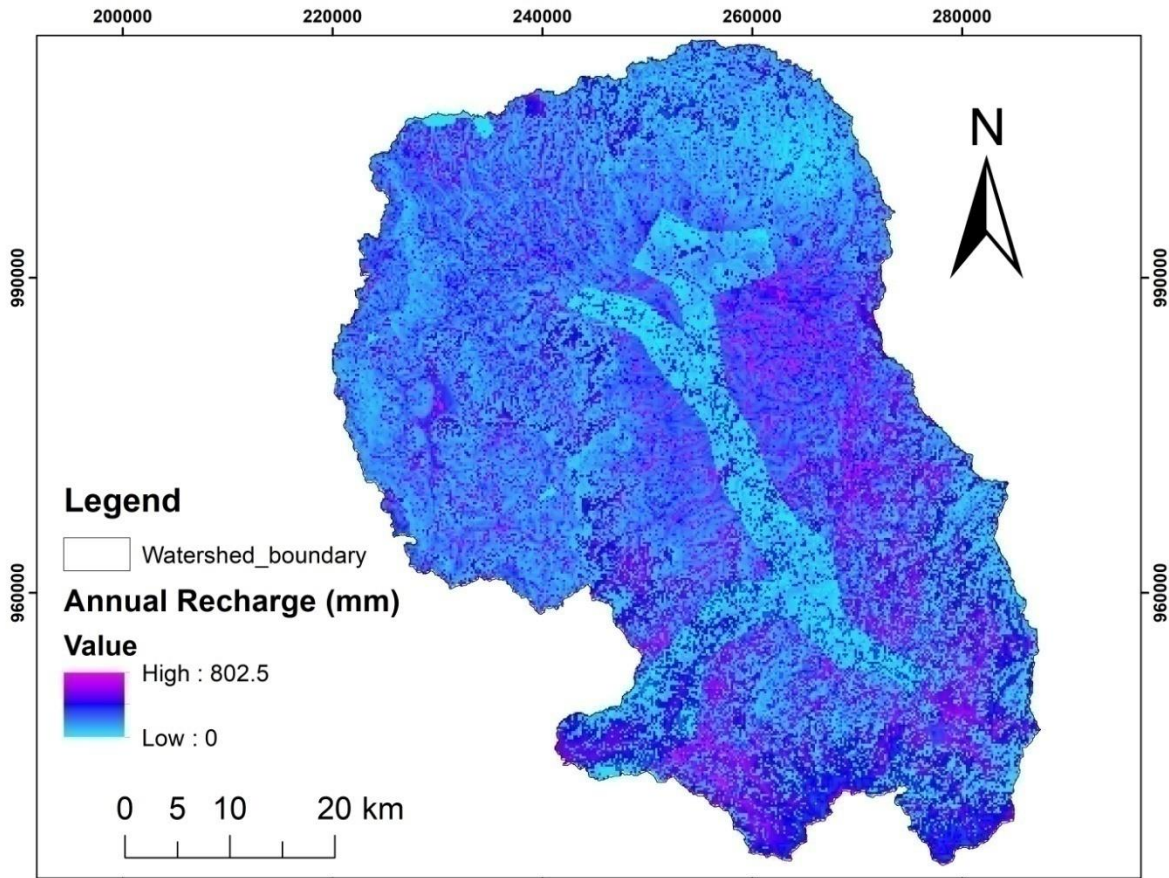 200000 220000 240000 260000 280000
N
990000 990000
Legend
Watershed_boundary
960000 960000
Annual Recharge (mm)
Value
High : 802.5
Low : 0
0 5 10 20 km